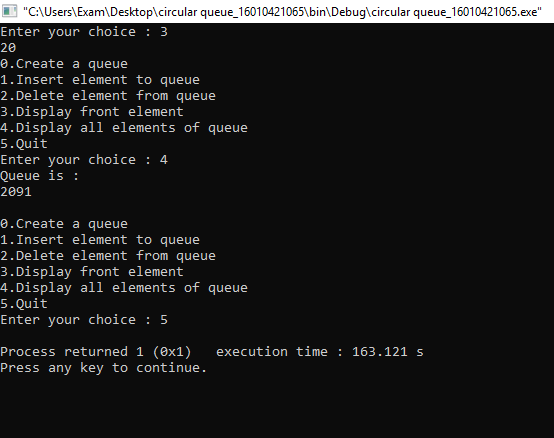 "C:\Users\Exam\Desktop\circular queue_16010421065\bin\Debug\circular queue_16010421065.exe"
Enter your choice : 3
20
0.Create a queue
1.Insert element to queue
2.Delete element from queue
3.Display front element
4.Display all elements of queue
5.Quit
Enter your choice : 4
Queue is :
2091
0.Create a queue
1.Insert element to queue
2.Delete element from queue
3.Display front element
4.Display all elements of queue
5.Quit
Enter your choice : 5
Process returned 1 (0x1)   execution time : 163.121 s
Press any key to continue.